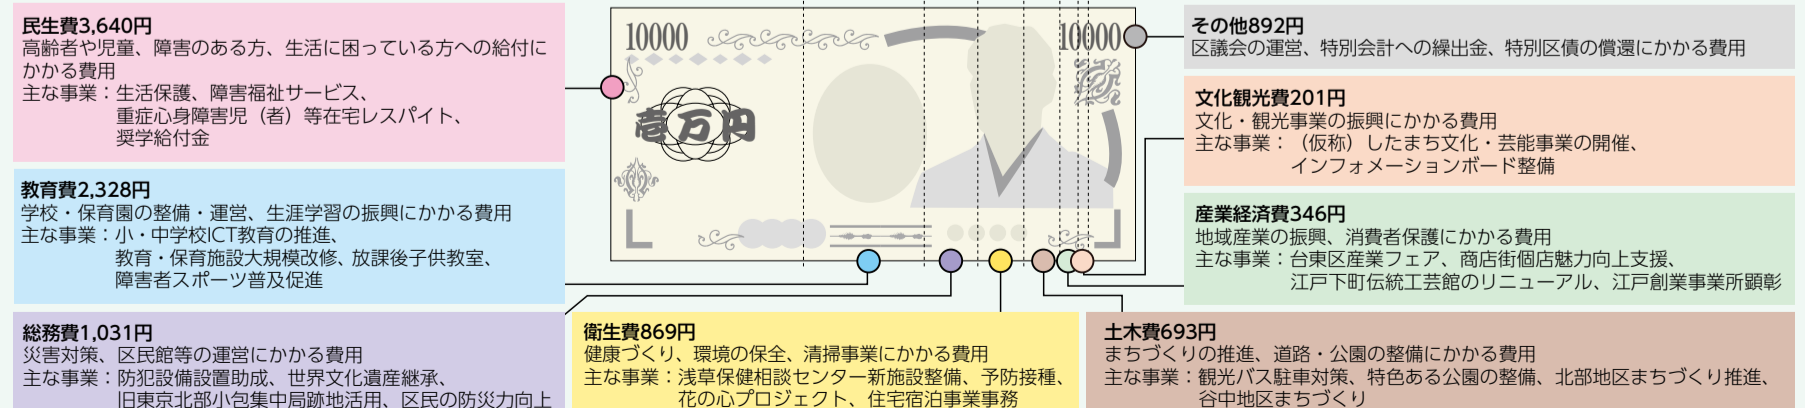 民生費3,640円
高齢者や児童、障害のある方、生活に困っている方への給付に
かかる費用
主な事業：生活保護、障害福祉サービス、
重症心身障害児（者）等在宅レスパイト、
奨学給付金
教育費2,328円
学校・保育園の整備・運営、生涯学習の振興にかかる費用
主な事業：小・中学校ICT教育の推進、
教育・保育施設大規模改修、放課後子供教室、
障害者スポーツ普及促進
総務費1,031円
災害対策、区民館等の運営にかかる費用
主な事業：防犯設備設置助成、世界文化遺産継承、
旧東京北部小包集中局跡地活用、区民の防災力向上
10000
10000
壱万円
衛生費869円
健康づくり、環境の保全、清掃事業にかかる費用
主な事業：浅草保健相談センター新施設整備、予防接種、
花の心プロジェクト、住宅宿泊事業事務
その他892円
区議会の運営、特別会計への繰出金、特別区債の償還にかかる費用
文化観光費201円
文化・観光事業の振興にかかる費用
主な事業：（仮称）したまち文化・芸能事業の開催、
インフォメーションボード整備
産業経済費346円
地域産業の振興、消費者保護にかかる費用
主な事業：台東区産業フェア、商店街個店魅力向上支援、
江戸下町伝統工芸館のリニューアル、江戸創業事業所顕彰
土木費693円
まちづくりの推進、道路・公園の整備にかかる費用
主な事業：観光バス駐車対策、特色ある公園の整備、北部地区まちづくり推進、
谷中地区まちづくり